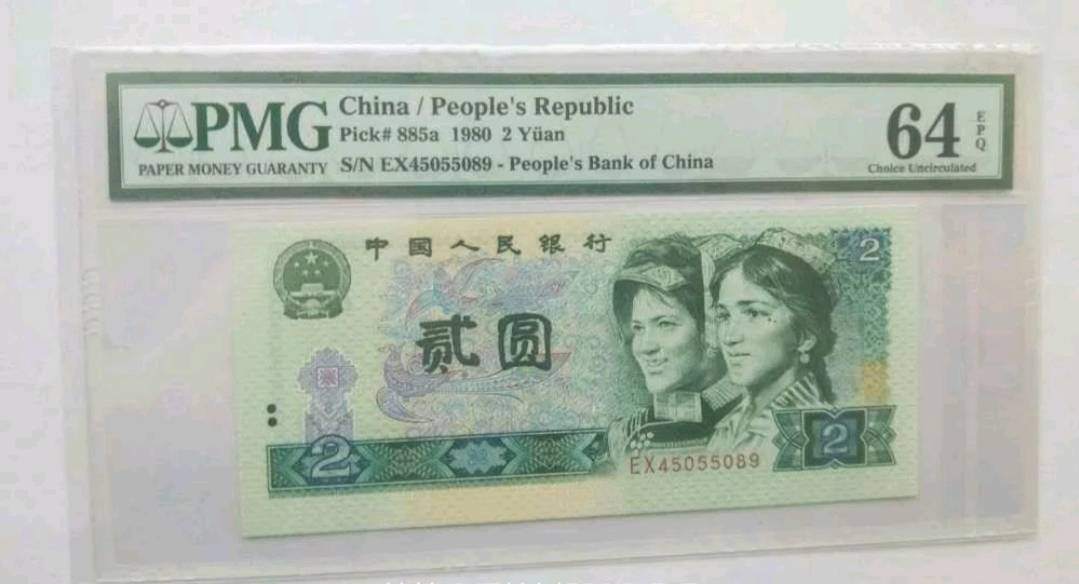 PMG
PAPER MONEY GUARANTY
China / People's Republic
Pick# 885a 1980 2 Yüan
S/N EX45055089 - People's Bank of China
64 EPQ
Choice Uncirculated
中国人民银行
2
贰圆
2
2
EX45055089